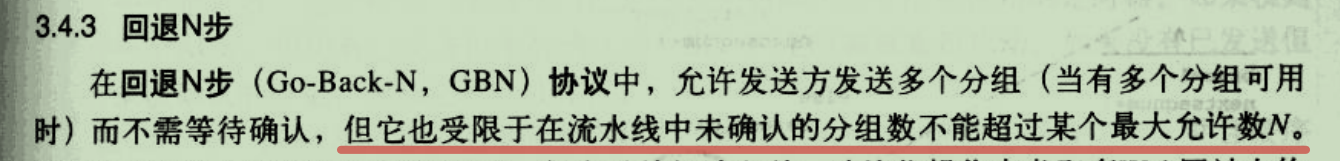 3.4.3 回退N步
在回退N步（Go-Back-N，GBN）协议中，允许发送方发送多个分组（当有多个分组可用
时）而不需等待确认，但它也受限于在流水线中未确认的分组数不能超过某个最大允许数N。